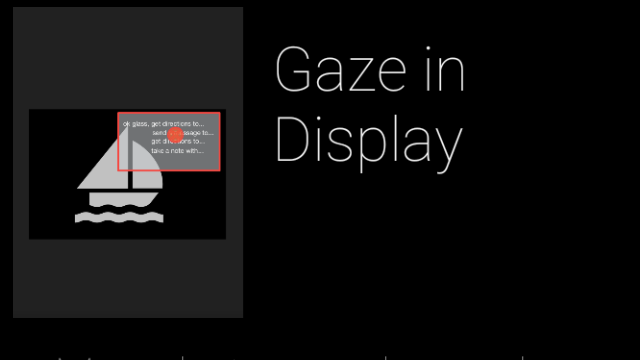 Gaze in
Display
ok glass, get directions to...
send a message to...
get directions to...
take a note with...